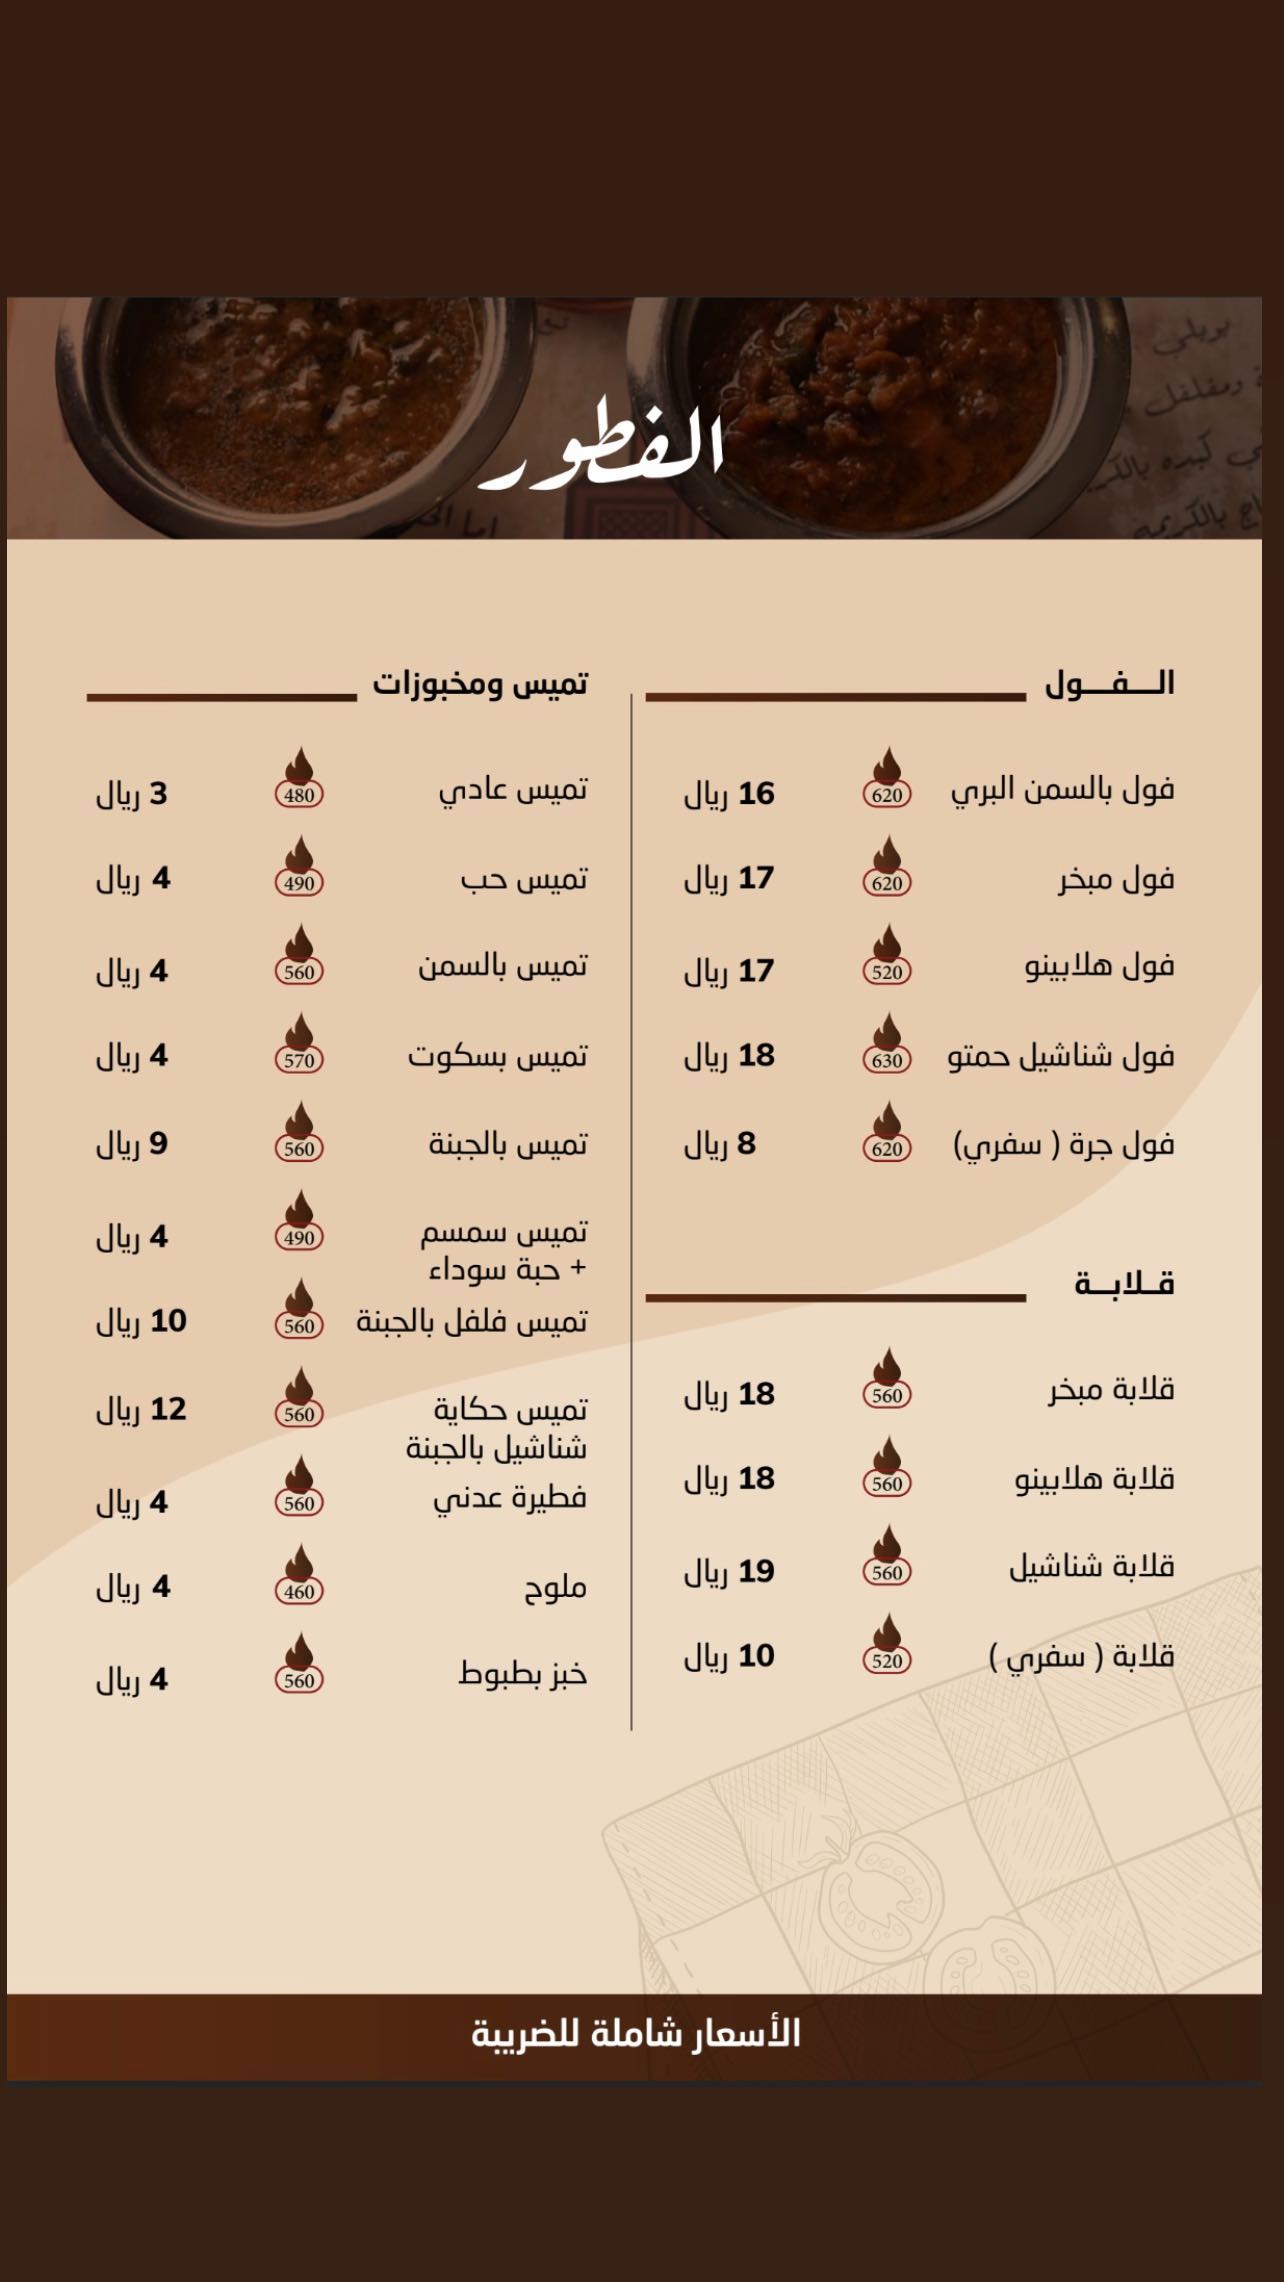 الفطور
الـــفـــول
فول بالسمن البري 620 16 ريال
فول مبخر 620 17 ريال
فول هلابينو 520 17 ريال
فول شناشيل حمتو 630 18 ريال
فول جرة ( سفري) 620 8 ريال
قــلابــة
قلابة مبخر 560 18 ريال
قلابة هلابينو 560 18 ريال
قلابة شناشيل 560 19 ريال
قلابة ( سفري ) 520 10 ريال
تميس ومخبوزات
تميس عادي 480 3 ريال
تميس حب 490 4 ريال
تميس بالسمن 560 4 ريال
تميس بسكوت 570 4 ريال
تميس بالجبنة 560 9 ريال
تميس سمسم 490 4 ريال
+ حبة سوداء
تميس فلفل بالجبنة 560 10 ريال
تميس حكاية 560 12 ريال
شناشيل بالجبنة
فطيرة عدني 560 4 ريال
ملوح 460 4 ريال
خبز بطبوط 560 4 ريال
الأسعار شاملة للضريبة